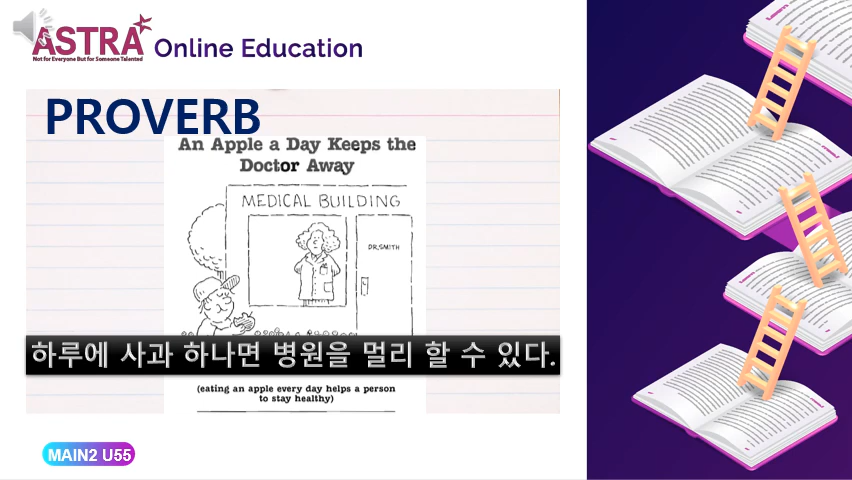 ASTRA
Not for Everyone But for Someone Talented
Online Education
PROVERB
An Apple a Day Keeps the
Doctor Away
MEDICAL BUILDING
DR. SMITH
하루에 사과 하나면 병원을 멀리 할 수 있다.
(eating an apple every day helps a person
to stay healthy)
MAIN2 U55